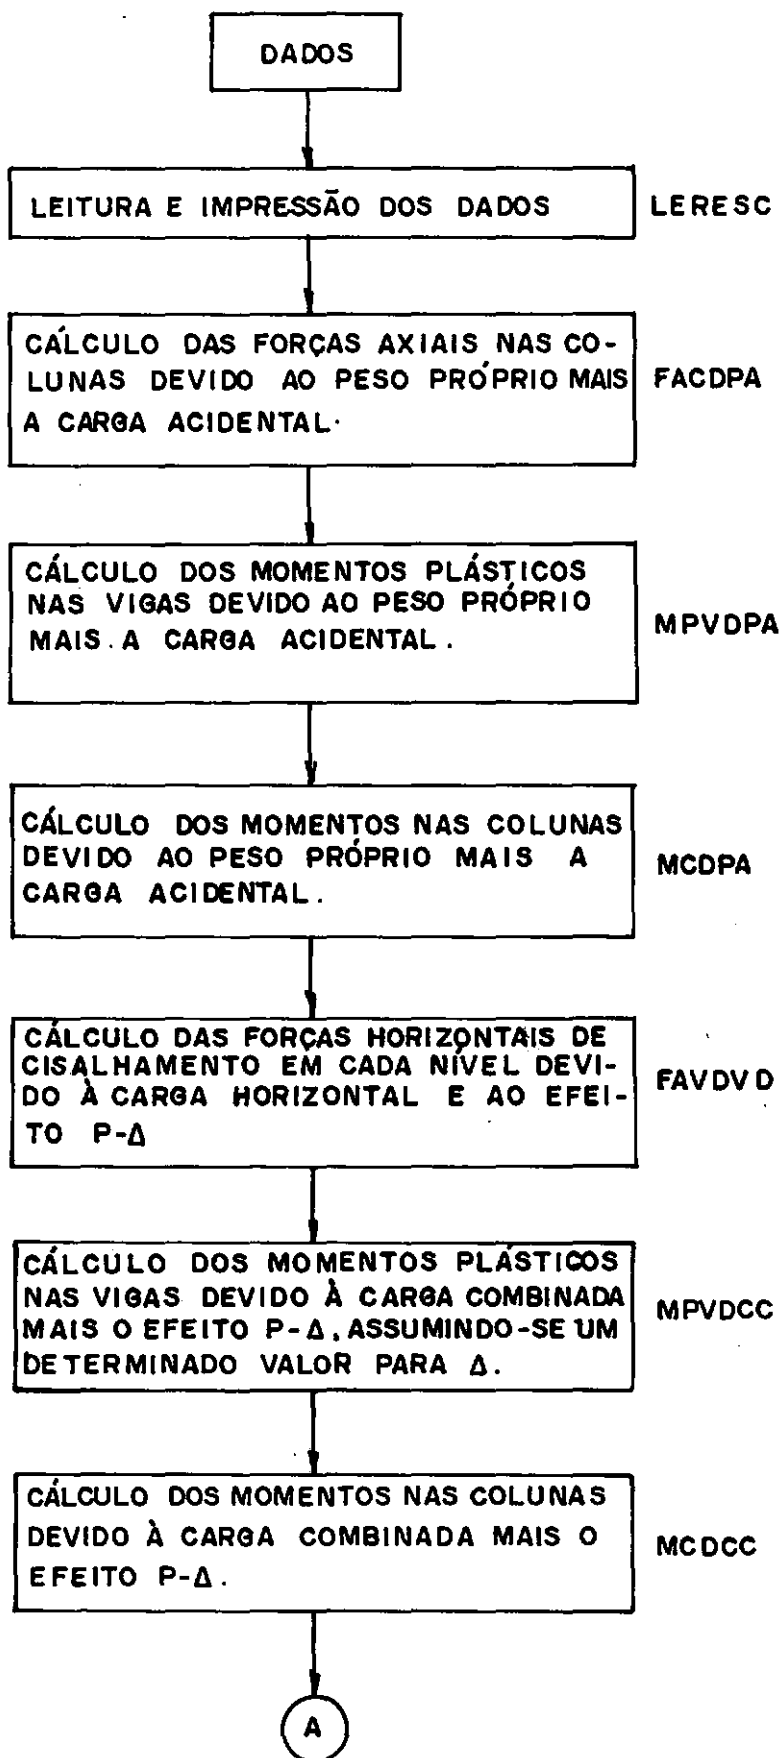 DADOS
LEITURA E IMPRESSÃO DOS DADOS
LERESC
CÁLCULO DAS FORÇAS AXIAIS NAS CO-
LUNAS DEVIDO AO PESO PRÓPRIO MAIS
A CARGA ACIDENTAL.
FACDPA
CÁLCULO DOS MOMENTOS PLÁSTICOS
NAS VIGAS DEVIDO AO PESO PRÓPRIO
MAIS A CARGA ACIDENTAL.
MPVDPA
CÁLCULO DOS MOMENTOS NAS COLUNAS
DEVIDO AO PESO PRÓPRIO MAIS A
CARGA ACIDENTAL.
MCDPA
CÁLCULO DAS FORÇAS HORIZONTAIS DE
CISALHAMENTO EM CADA NÍVEL DEVI-
DO À CARGA HORIZONTAL E AO EFEI-
TO P-Δ
FAVDVD
CÁLCULO DOS MOMENTOS PLÁSTICOS
NAS VIGAS DEVIDO À CARGA COMBINADA
MAIS O EFEITO P-Δ, ASSUMINDO-SE UM
DETERMINADO VALOR PARA Δ.
MPVDCC
CÁLCULO DOS MOMENTOS NAS COLUNAS
DEVIDO À CARGA COMBINADA MAIS O
EFEITO P-Δ.
MCDCC
A